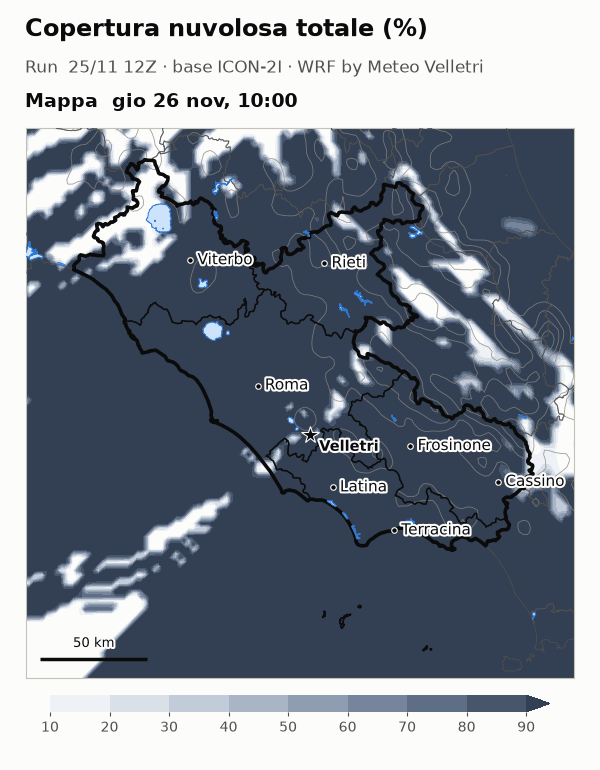 Copertura nuvolosa totale (%)
Run  25/11 12Z · base ICON-2I · WRF by Meteo Velletri
Mappa  gio 26 nov, 10:00
Viterbo
Rieti
Roma
Velletri
Frosinone
Cassino
Latina
Terracina
50 km
10 20 30 40 50 60 70 80 90